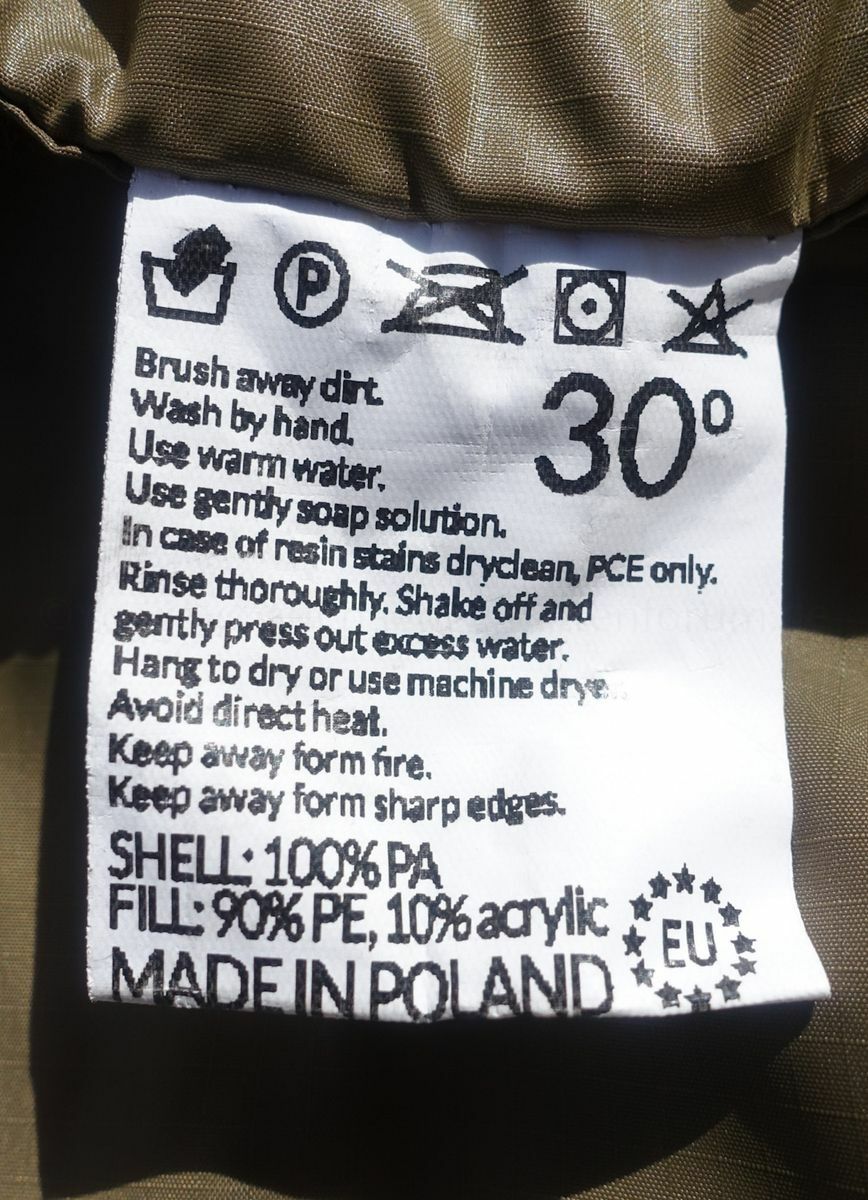 P
Brush away dirt.
30°
Wash by hand.
Use warm water.
Use gently soap solution.
In case of resin stains dryclean, PCE only.
Rinse thoroughly. Shake off and
gently press out excess water.
Hang to dry or use machine
Avoid direct heat.
Keep away form fire.
Keep away form sharp edges.
SHELL: 100% PA
FILL: 90% PE, 10% acrylic
EU
MADE IN POLAND